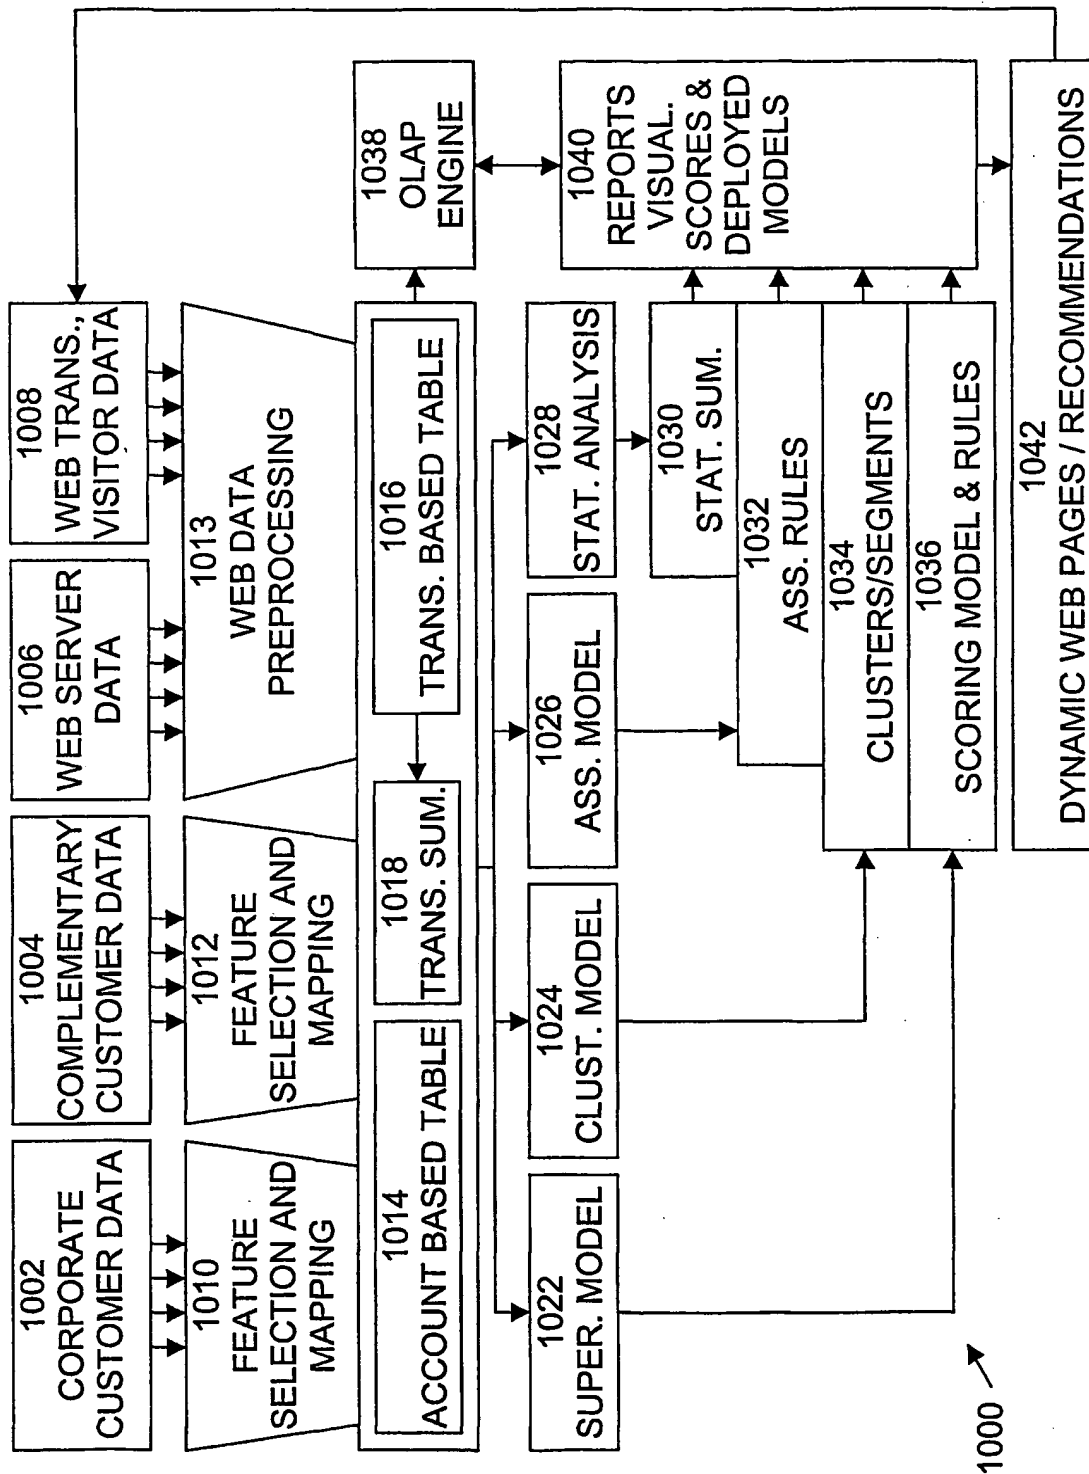 1002
CORPORATE
CUSTOMER DATA
1004
COMPLEMENTARY
CUSTOMER DATA
1006
WEB SERVER
DATA
1008
WEB TRANS.,
VISITOR DATA
1010
FEATURE
SELECTION AND
MAPPING
1012
FEATURE
SELECTION AND
MAPPING
1013
WEB DATA
PREPROCESSING
1014
ACCOUNT BASED TABLE
1018
TRANS. SUM.
1016
TRANS. BASED TABLE
1038
OLAP
ENGINE
1022
SUPER. MODEL
1024
CLUST. MODEL
1026
ASS. MODEL
1028
STAT. ANALYSIS
1030
STAT. SUM.
1032
ASS. RULES
1034
CLUSTERS/SEGMENTS
1036
SCORING MODEL & RULES
1040
REPORTS
VISUAL.
SCORES &
DEPLOYED
MODELS
1042
DYNAMIC WEB PAGES / RECOMMENDATIONS
1000